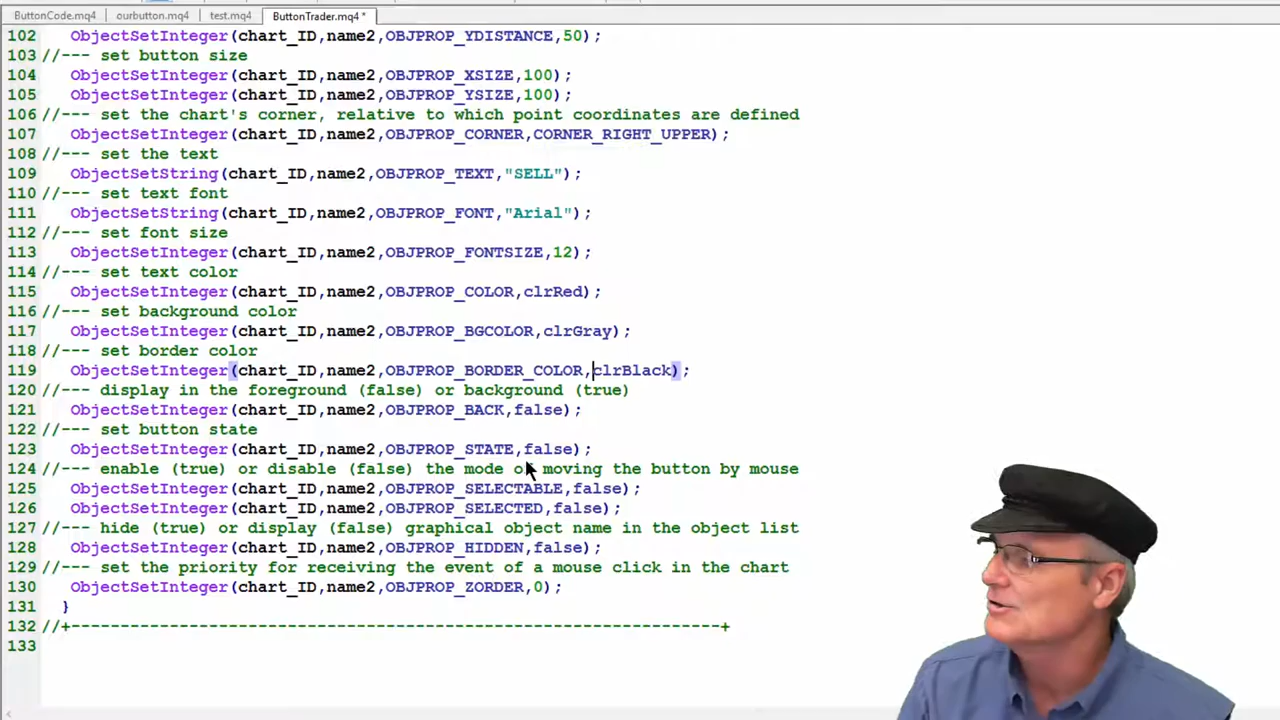 ButtonCode.mq4 ourbutton.mq4 test.mq4 ButtonTrader.mq4 *
102 ObjectSetInteger(chart_ID,name2,OBJPROP_YDISTANCE,50);
103 //--- set button size
104 ObjectSetInteger(chart_ID,name2,OBJPROP_XSIZE,100);
105 ObjectSetInteger(chart_ID,name2,OBJPROP_YSIZE,100);
106 //--- set the chart's corner, relative to which point coordinates are defined
107 ObjectSetInteger(chart_ID,name2,OBJPROP_CORNER,CORNER_RIGHT_UPPER);
108 //--- set the text
109 ObjectSetString(chart_ID,name2,OBJPROP_TEXT,"SELL");
110 //--- set text font
111 ObjectSetString(chart_ID,name2,OBJPROP_FONT,"Arial");
112 //--- set font size
113 ObjectSetInteger(chart_ID,name2,OBJPROP_FONTSIZE,12);
114 //--- set text color
115 ObjectSetInteger(chart_ID,name2,OBJPROP_COLOR,clrRed);
116 //--- set background color
117 ObjectSetInteger(chart_ID,name2,OBJPROP_BGCOLOR,clrGray);
118 //--- set border color
119 ObjectSetInteger(chart_ID,name2,OBJPROP_BORDER_COLOR,clrBlack);
120 //--- display in the foreground (false) or background (true)
121 ObjectSetInteger(chart_ID,name2,OBJPROP_BACK,false);
122 //--- set button state
123 ObjectSetInteger(chart_ID,name2,OBJPROP_STATE,false);
124 //--- enable (true) or disable (false) the mode of moving the button by mouse
125 ObjectSetInteger(chart_ID,name2,OBJPROP_SELECTABLE,false);
126 ObjectSetInteger(chart_ID,name2,OBJPROP_SELECTED,false);
127 //--- hide (true) or display (false) graphical object name in the object list
128 ObjectSetInteger(chart_ID,name2,OBJPROP_HIDDEN,false);
129 //--- set the priority for receiving the event of a mouse click in the chart
130 ObjectSetInteger(chart_ID,name2,OBJPROP_ZORDER,0);
131 }
132 //+------------------------------------------------------------------+
133